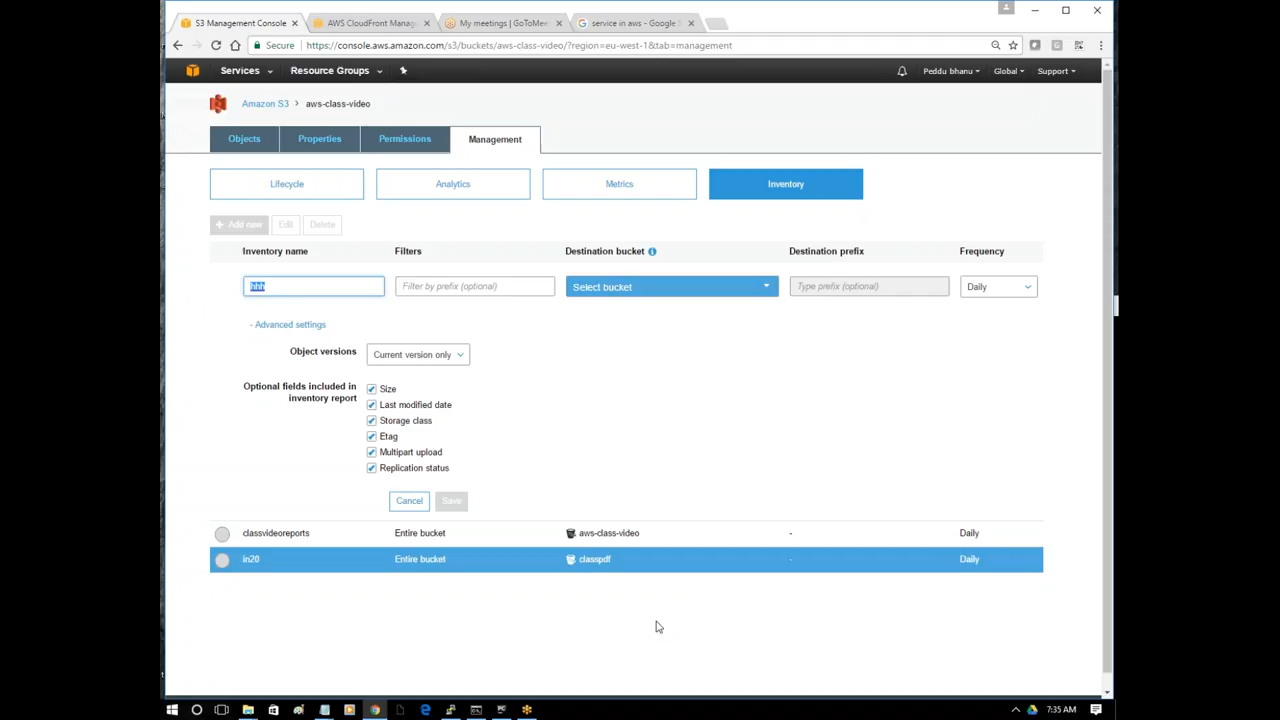 S3 Management Console
AWS CloudFront Manag
My meetings | GoToMee
service in aws - Google S
Secure
https://console.aws.amazon.com/s3/buckets/aws-class-video/?region=eu-west-1&tab=management
Services
Resource Groups
Peddu bhanu
Global
Support
Amazon S3 > aws-class-video
Objects
Properties
Permissions
Management
Lifecycle
Analytics
Metrics
Inventory
+ Add new
Edit
Delete
Inventory name
Filters
Destination bucket
Destination prefix
Frequency
hhh
Filter by prefix (optional)
Select bucket
Type prefix (optional)
Daily
- Advanced settings
Object versions
Current version only
Optional fields included in
inventory report
Size
Last modified date
Storage class
Etag
Multipart upload
Replication status
Cancel
Save
classvideoreports
Entire bucket
aws-class-video
-
Daily
in20
Entire bucket
classpdf
-
Daily
7:35 AM